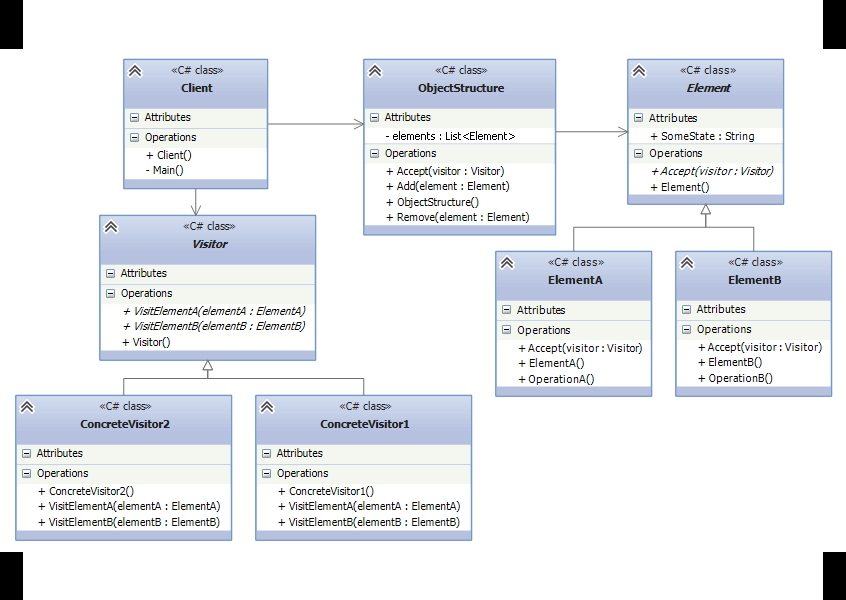 «C# class»
Client
Attributes
Operations
+ Client()
- Main()
«C# class»
ObjectStructure
Attributes
- elements : List<Element>
Operations
+ Accept(visitor : Visitor)
+ Add(element : Element)
+ ObjectStructure()
+ Remove(element : Element)
«C# class»
Element
Attributes
+ SomeState : String
Operations
+ Accept(visitor : Visitor)
+ Element()
«C# class»
Visitor
Attributes
Operations
+ VisitElementA(elementA : ElementA)
+ VisitElementB(elementB : ElementB)
+ Visitor()
«C# class»
ElementA
Attributes
Operations
+ Accept(visitor : Visitor)
+ ElementA()
+ OperationA()
«C# class»
ElementB
Attributes
Operations
+ Accept(visitor : Visitor)
+ ElementB()
+ OperationB()
«C# class»
ConcreteVisitor2
Attributes
Operations
+ ConcreteVisitor2()
+ VisitElementA(elementA : ElementA)
+ VisitElementB(elementB : ElementB)
«C# class»
ConcreteVisitor1
Attributes
Operations
+ ConcreteVisitor1()
+ VisitElementA(elementA : ElementA)
+ VisitElementB(elementB : ElementB)